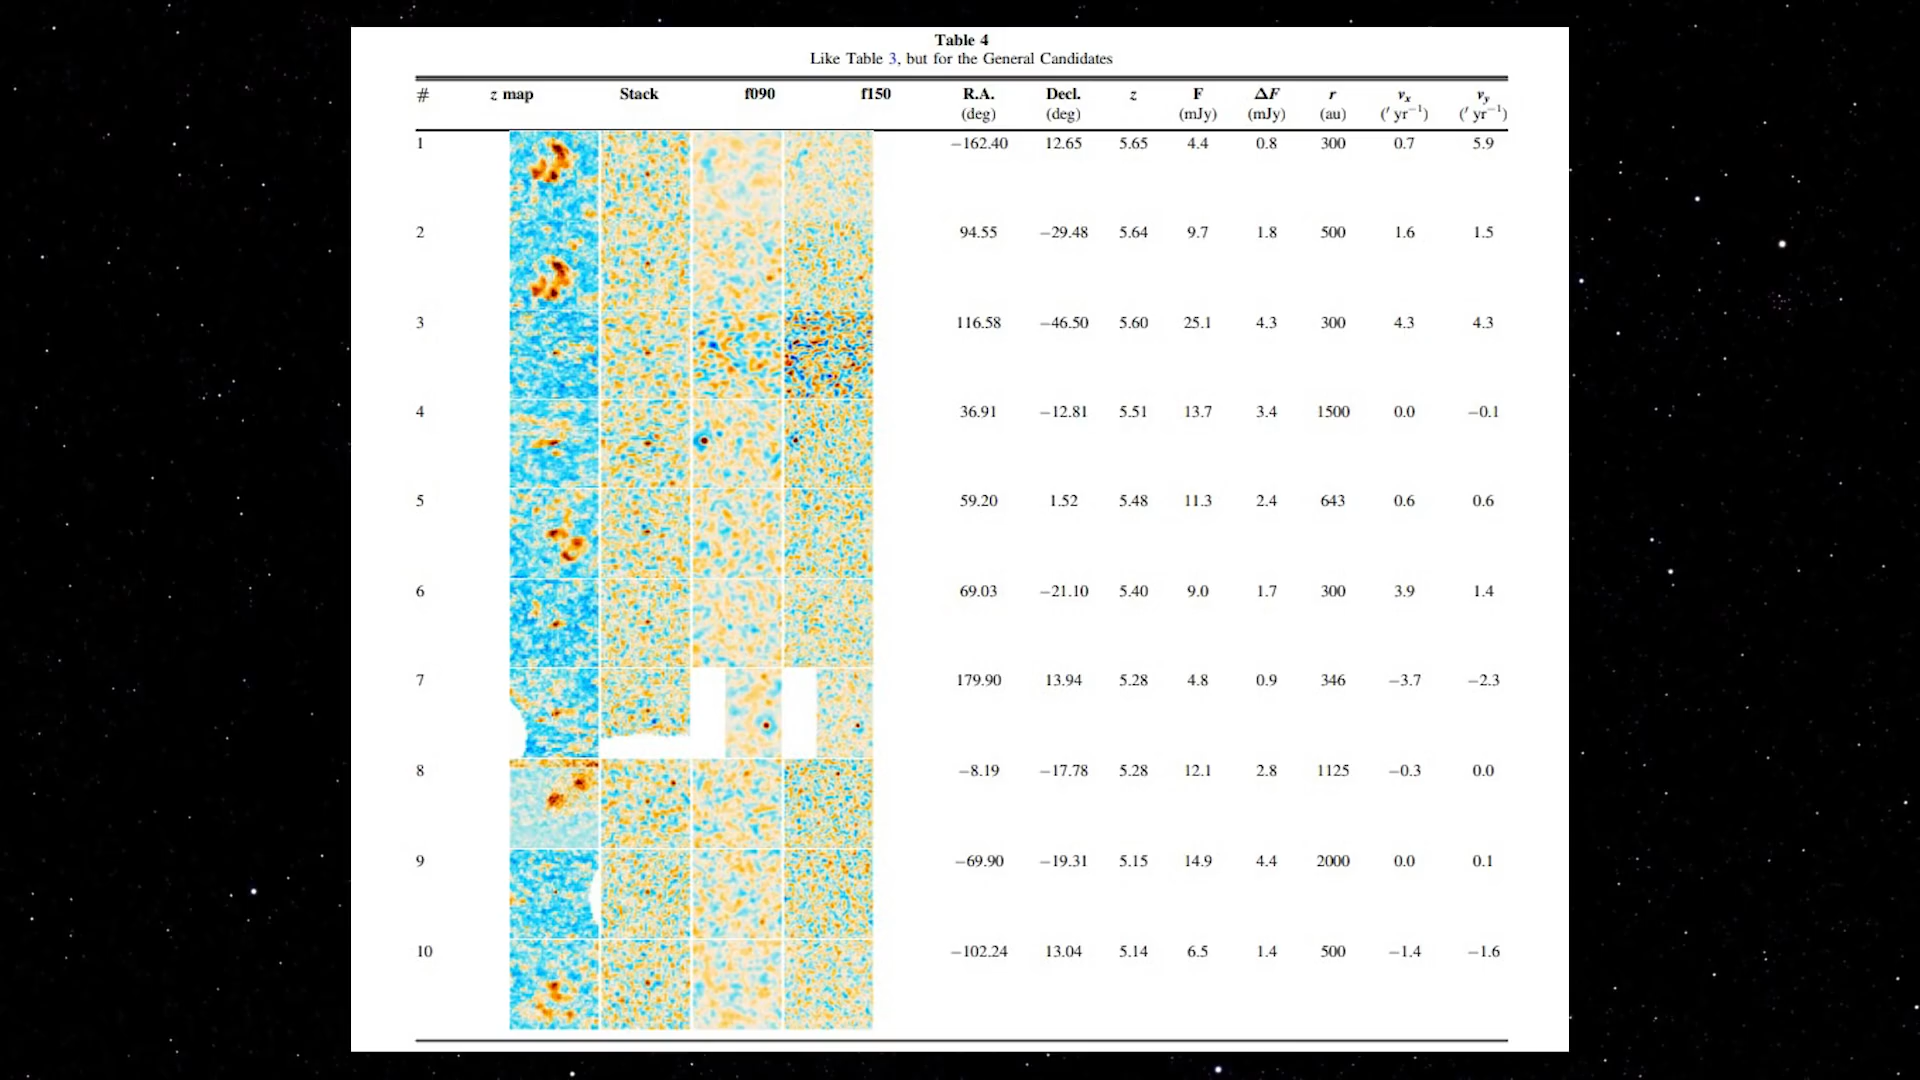 Table 4
Like Table 3, but for the General Candidates
# z map Stack f090 f150 R.A. Decl. z F ΔF r vx vy
(deg) (deg) (mJy) (mJy) (au) (′ yr−1) (′ yr−1)
1 −162.40 12.65 5.65 4.4 0.8 300 0.7 5.9
2 94.55 −29.48 5.64 9.7 1.8 500 1.6 1.5
3 116.58 −46.50 5.60 25.1 4.3 300 4.3 4.3
4 36.91 −12.81 5.51 13.7 3.4 1500 0.0 −0.1
5 59.20 1.52 5.48 11.3 2.4 643 0.6 0.6
6 69.03 −21.10 5.40 9.0 1.7 300 3.9 1.4
7 179.90 13.94 5.28 4.8 0.9 346 −3.7 −2.3
8 −8.19 −17.78 5.28 12.1 2.8 1125 −0.3 0.0
9 −69.90 −19.31 5.15 14.9 4.4 2000 0.0 0.1
10 −102.24 13.04 5.14 6.5 1.4 500 −1.4 −1.6